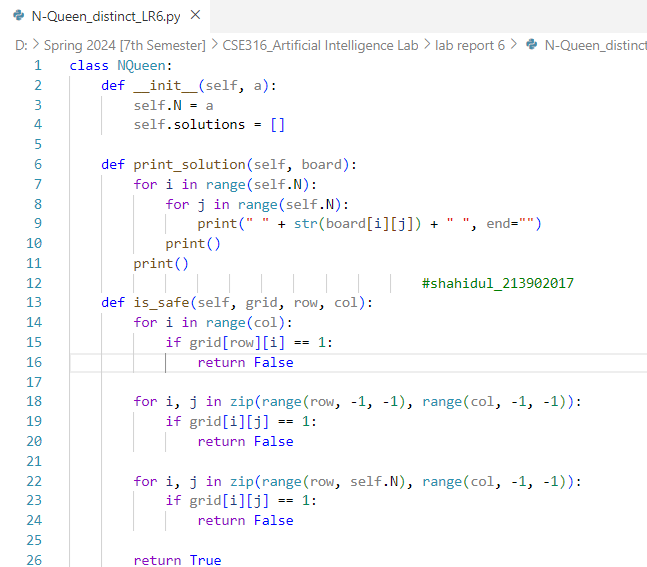 N-Queen_distinct_LR6.py ×
D: > Spring 2024 [7th Semester] > CSE316_Artificial Intelligence Lab > lab report 6 > N-Queen_distinct
1 class NQueen:
2     def __init__(self, a):
3         self.N = a
4         self.solutions = []
5
6     def print_solution(self, board):
7         for i in range(self.N):
8             for j in range(self.N):
9                 print(" " + str(board[i][j]) + " ", end="")
10             print()
11         print()
12                                             #shahidul_213902017
13     def is_safe(self, grid, row, col):
14         for i in range(col):
15             if grid[row][i] == 1:
16                 return False
17
18         for i, j in zip(range(row, -1, -1), range(col, -1, -1)):
19             if grid[i][j] == 1:
20                 return False
21
22         for i, j in zip(range(row, self.N), range(col, -1, -1)):
23             if grid[i][j] == 1:
24                 return False
25
26         return True